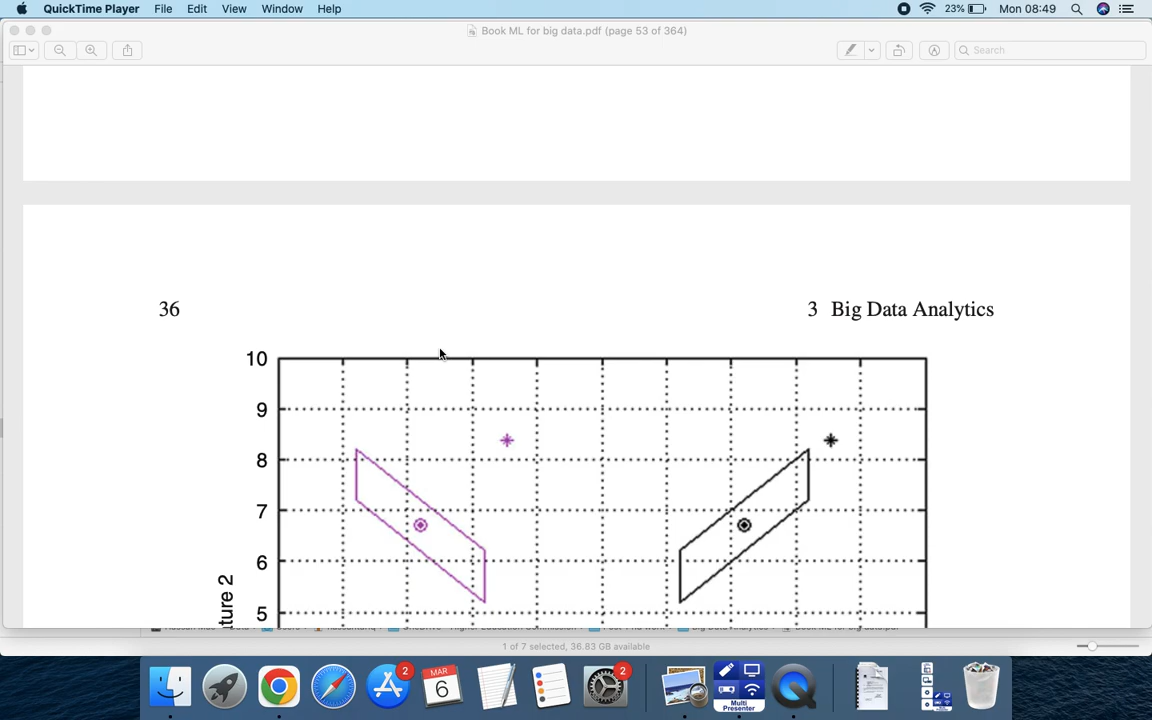 QuickTime Player File Edit View Window Help 23% Mon 08:49
Book ML for big data.pdf (page 53 of 364)
Search
36 3 Big Data Analytics
10
9
8
7
6
5
ture 2
1 of 7 selected, 36.83 GB available
2
MAR
6
2
Multi
Presenter